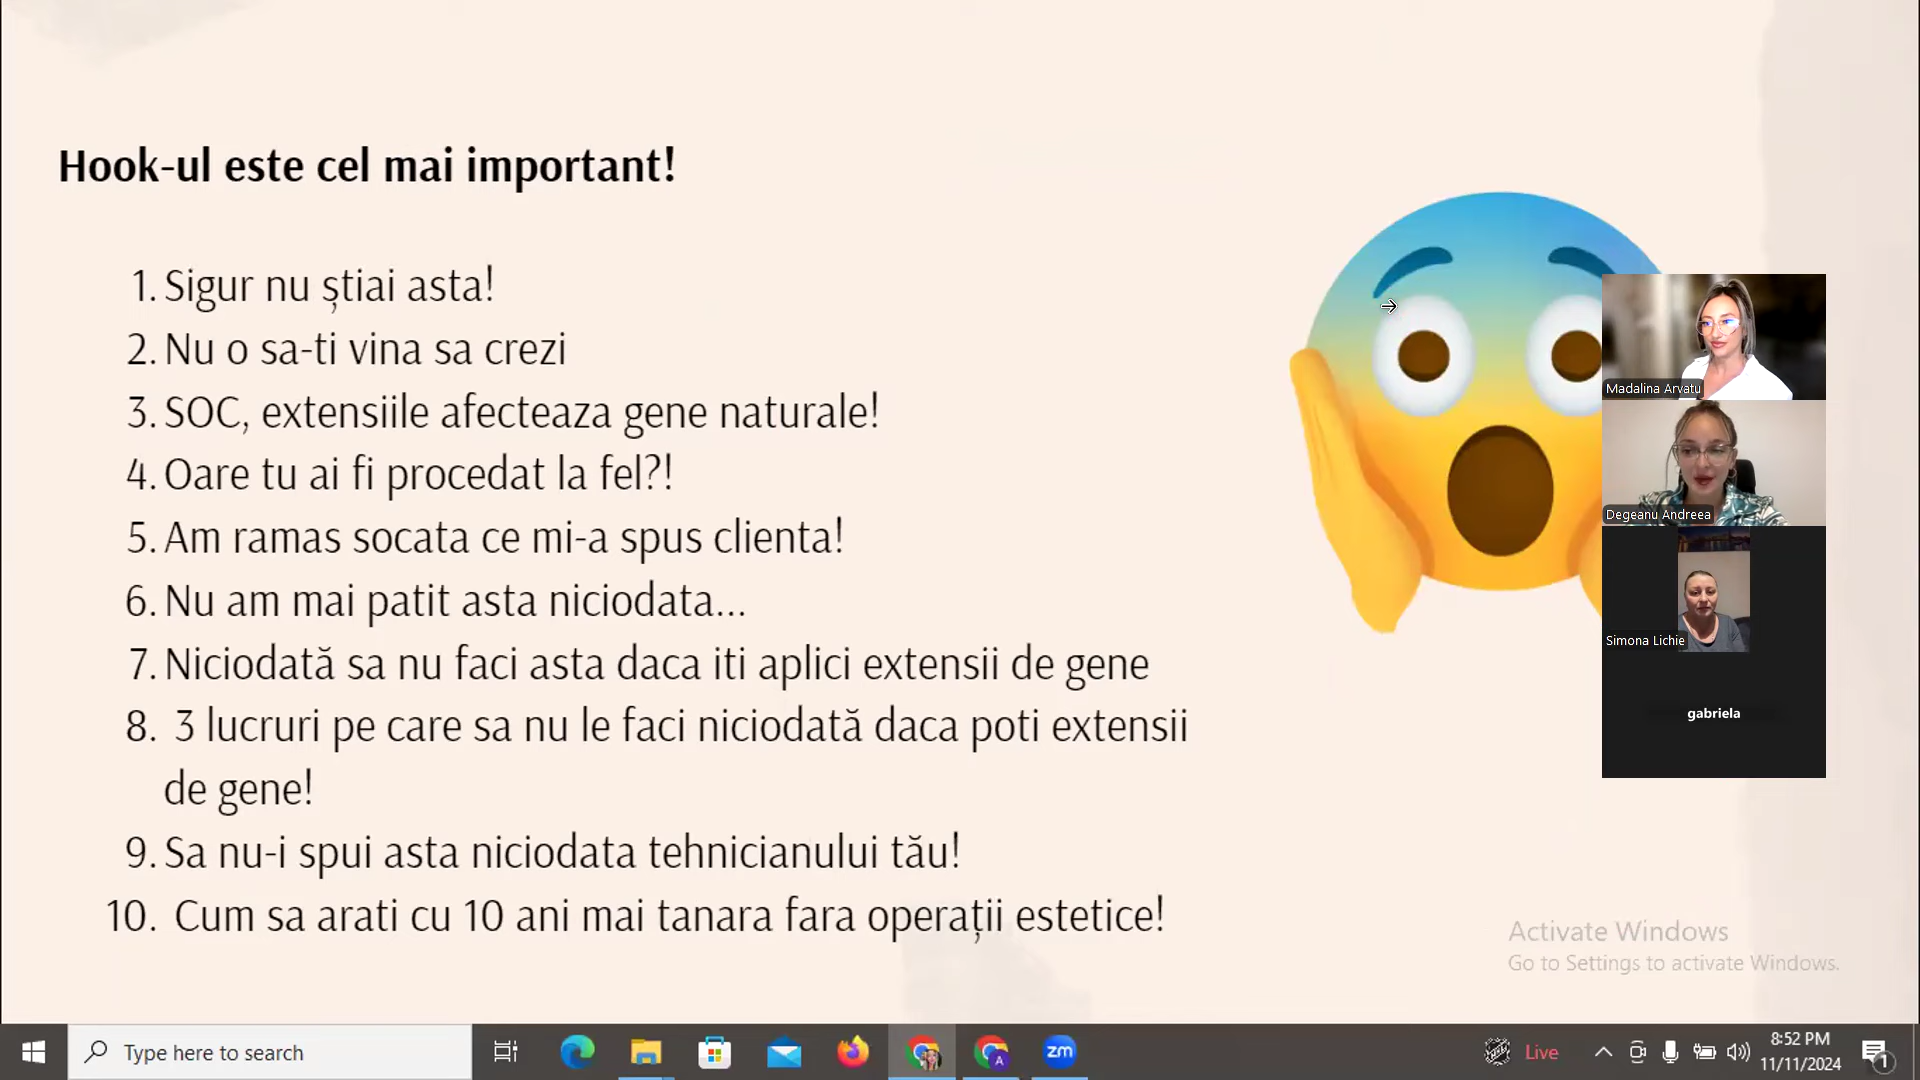 Hook-ul este cel mai important!
1. Sigur nu știai asta!
2. Nu o sa-ti vina sa crezi
3. SOC, extensiile afecteaza gene naturale!
4. Oare tu ai fi procedat la fel?!
5. Am ramas socata ce mi-a spus clienta!
6. Nu am mai patit asta niciodata...
7. Niciodată sa nu faci asta daca iti aplici extensii de gene
8. 3 lucruri pe care sa nu le faci niciodată daca poti extensii
de gene!
9. Sa nu-i spui asta niciodata tehnicianului tău!
10. Cum sa arati cu 10 ani mai tanara fara operații estetice!
Madalina Arvatu
Degeanu Andreea
Simona Lichie
gabriela
Activate Windows
Go to Settings to activate Windows.
Type here to search
A
zm
Live
8:52 PM
11/11/2024
1